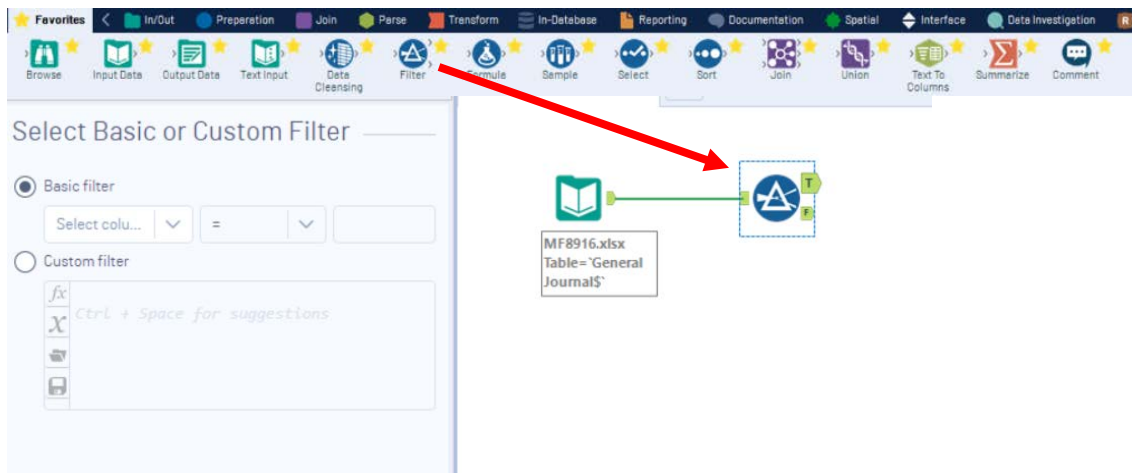 Favorites In/Out Preparation Join Parse Transform In-Database Reporting Documentation Spatial Interface Data Investigation R
Browse Input Data Output Data Text Input Data Cleansing Filter Formula Sample Select Sort Join Union Text To Columns Summarize Comment
Select Basic or Custom Filter
Basic filter
Select colu... =
Custom filter
fx
X
Ctrl + Space for suggestions
T
F
MF8916.xlsx
Table=`General
Journal$`